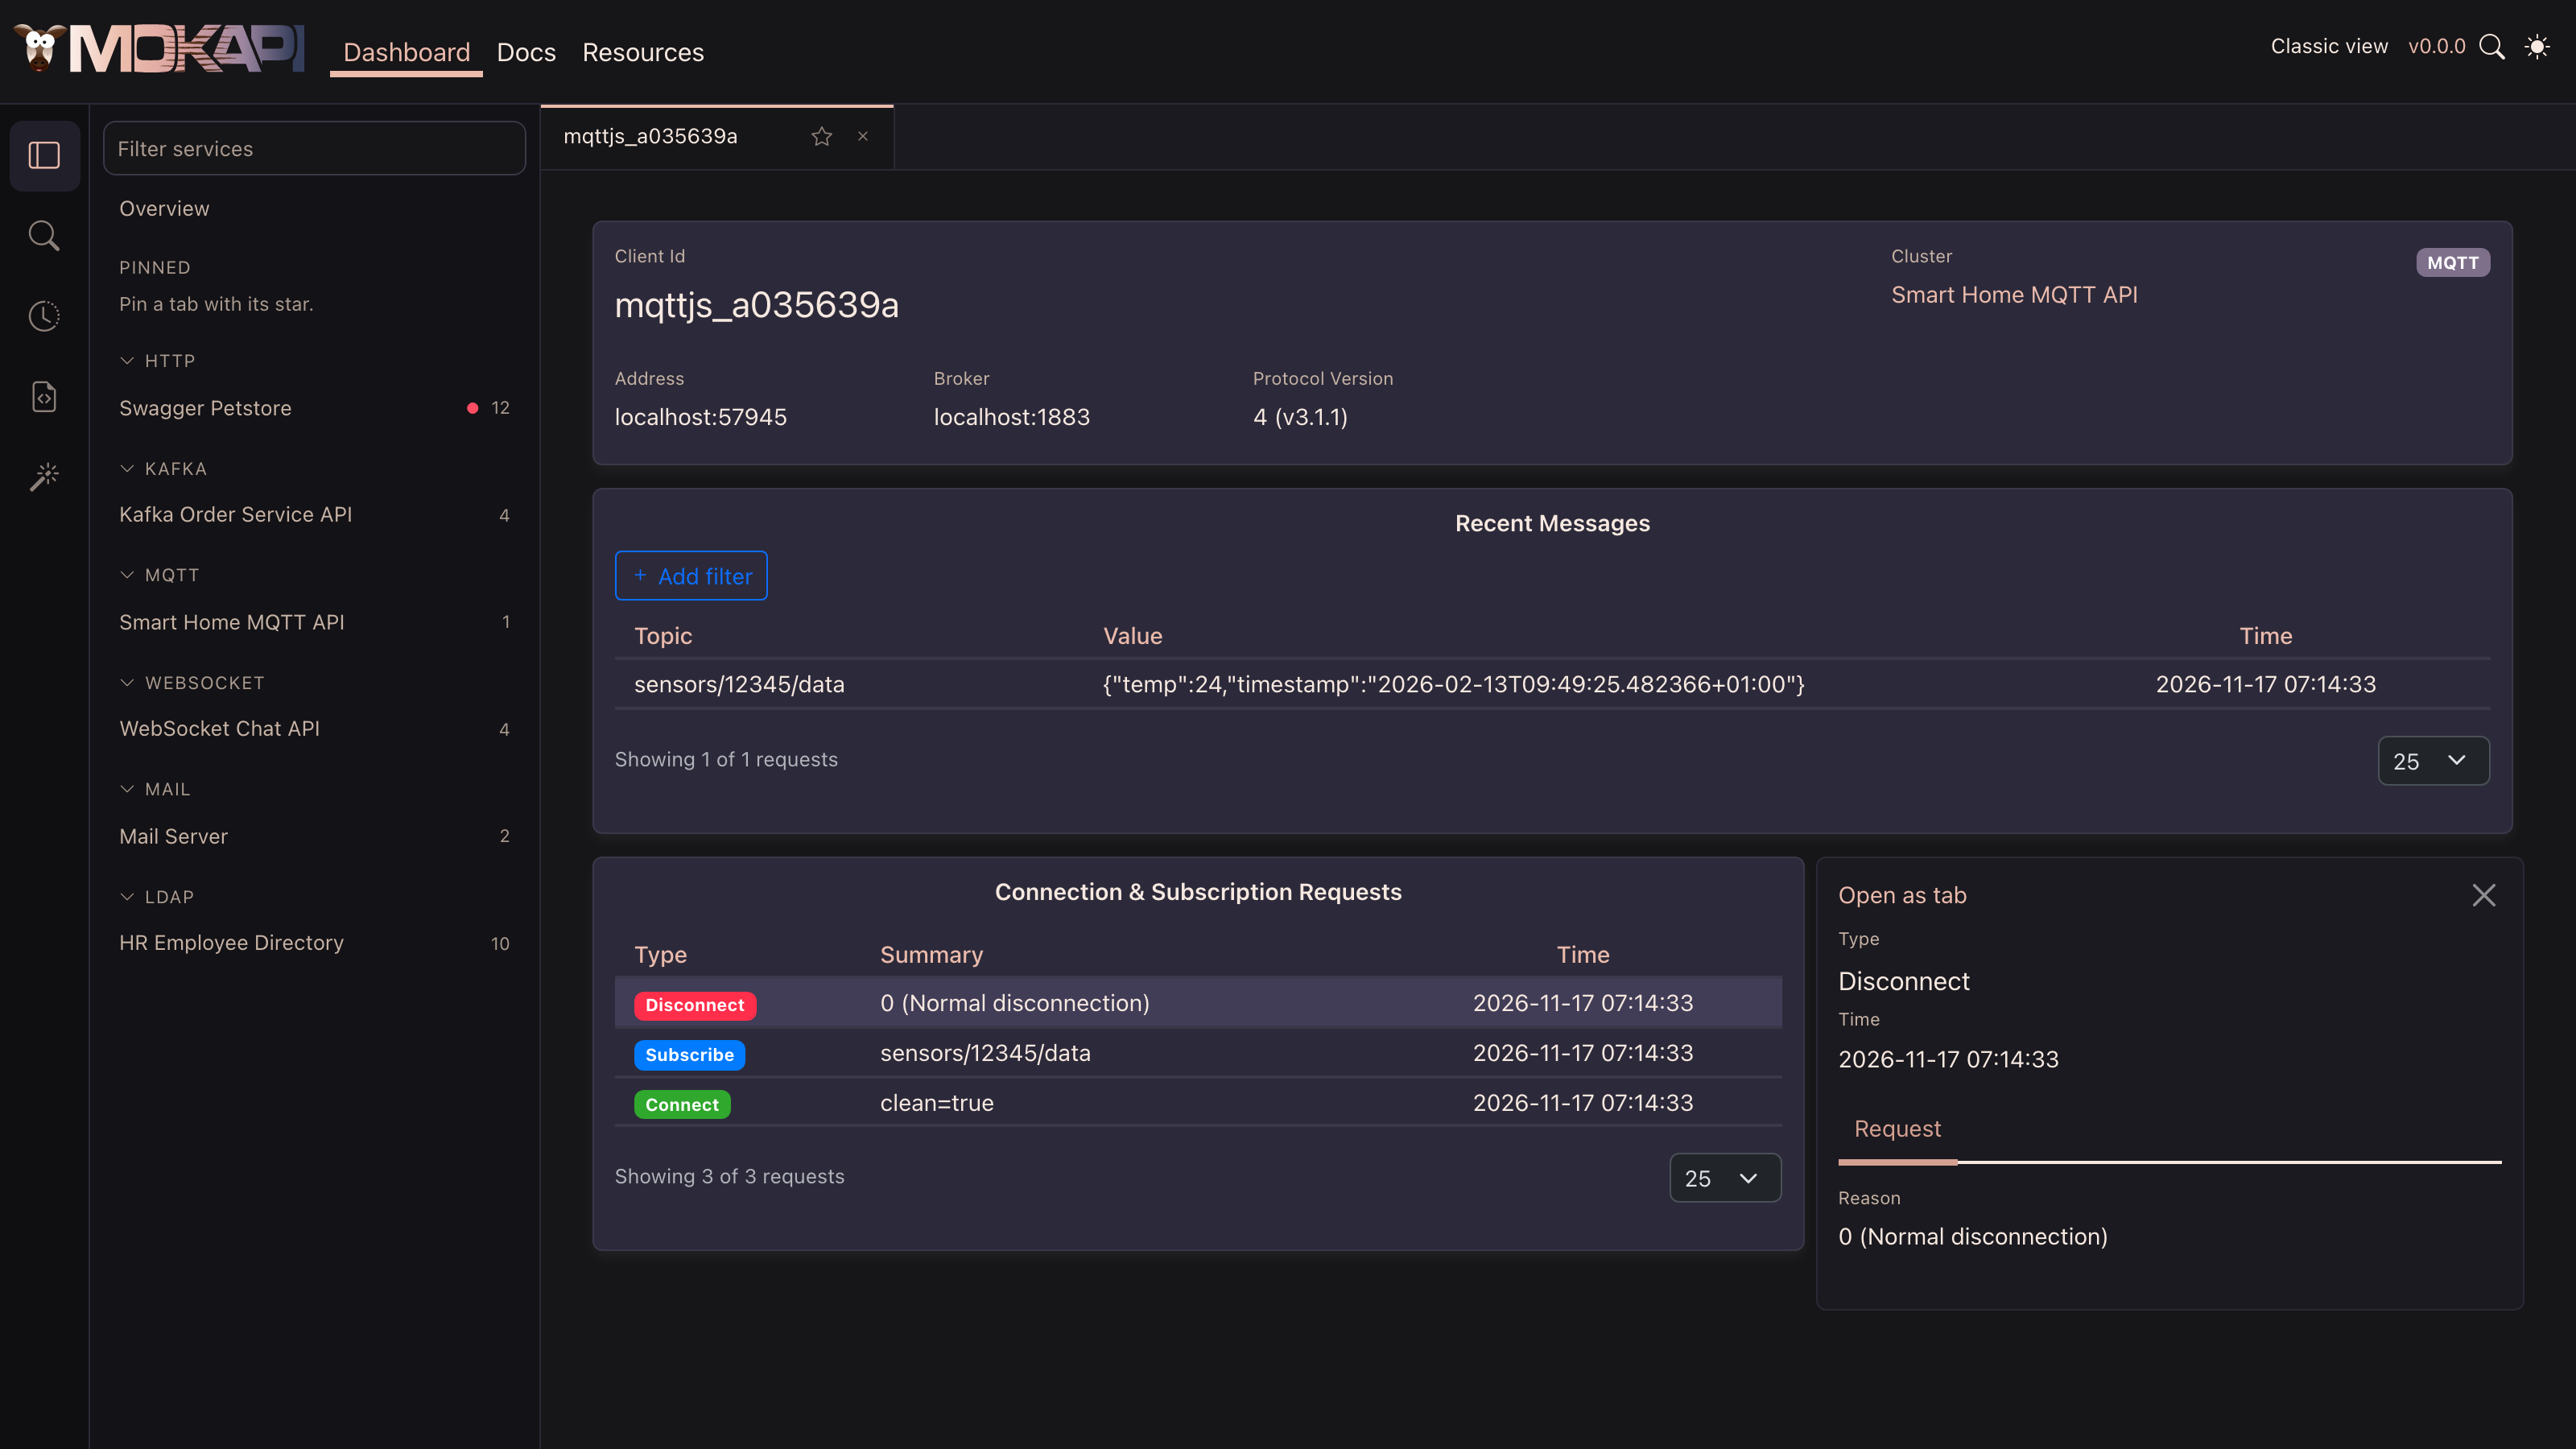 MOKAPI
Dashboard Docs Resources
Classic view v0.0.0
Filter services
Overview
PINNED
Pin a tab with its star.
HTTP
Swagger Petstore 12
KAFKA
Kafka Order Service API 4
MQTT
Smart Home MQTT API 1
WEBSOCKET
WebSocket Chat API 4
MAIL
Mail Server 2
LDAP
HR Employee Directory 10
mqttjs_a035639a
Client Id
mqttjs_a035639a
Cluster
Smart Home MQTT API
MQTT
Address
localhost:57945
Broker
localhost:1883
Protocol Version
4 (v3.1.1)
Recent Messages
+ Add filter
Topic Value Time
sensors/12345/data {"temp":24,"timestamp":"2026-02-13T09:49:25.482366+01:00"} 2026-11-17 07:14:33
Showing 1 of 1 requests
25
Connection & Subscription Requests
Type Summary Time
Disconnect 0 (Normal disconnection) 2026-11-17 07:14:33
Subscribe sensors/12345/data 2026-11-17 07:14:33
Connect clean=true 2026-11-17 07:14:33
Showing 3 of 3 requests
25
Open as tab
Type
Disconnect
Time
2026-11-17 07:14:33
Request
Reason
0 (Normal disconnection)